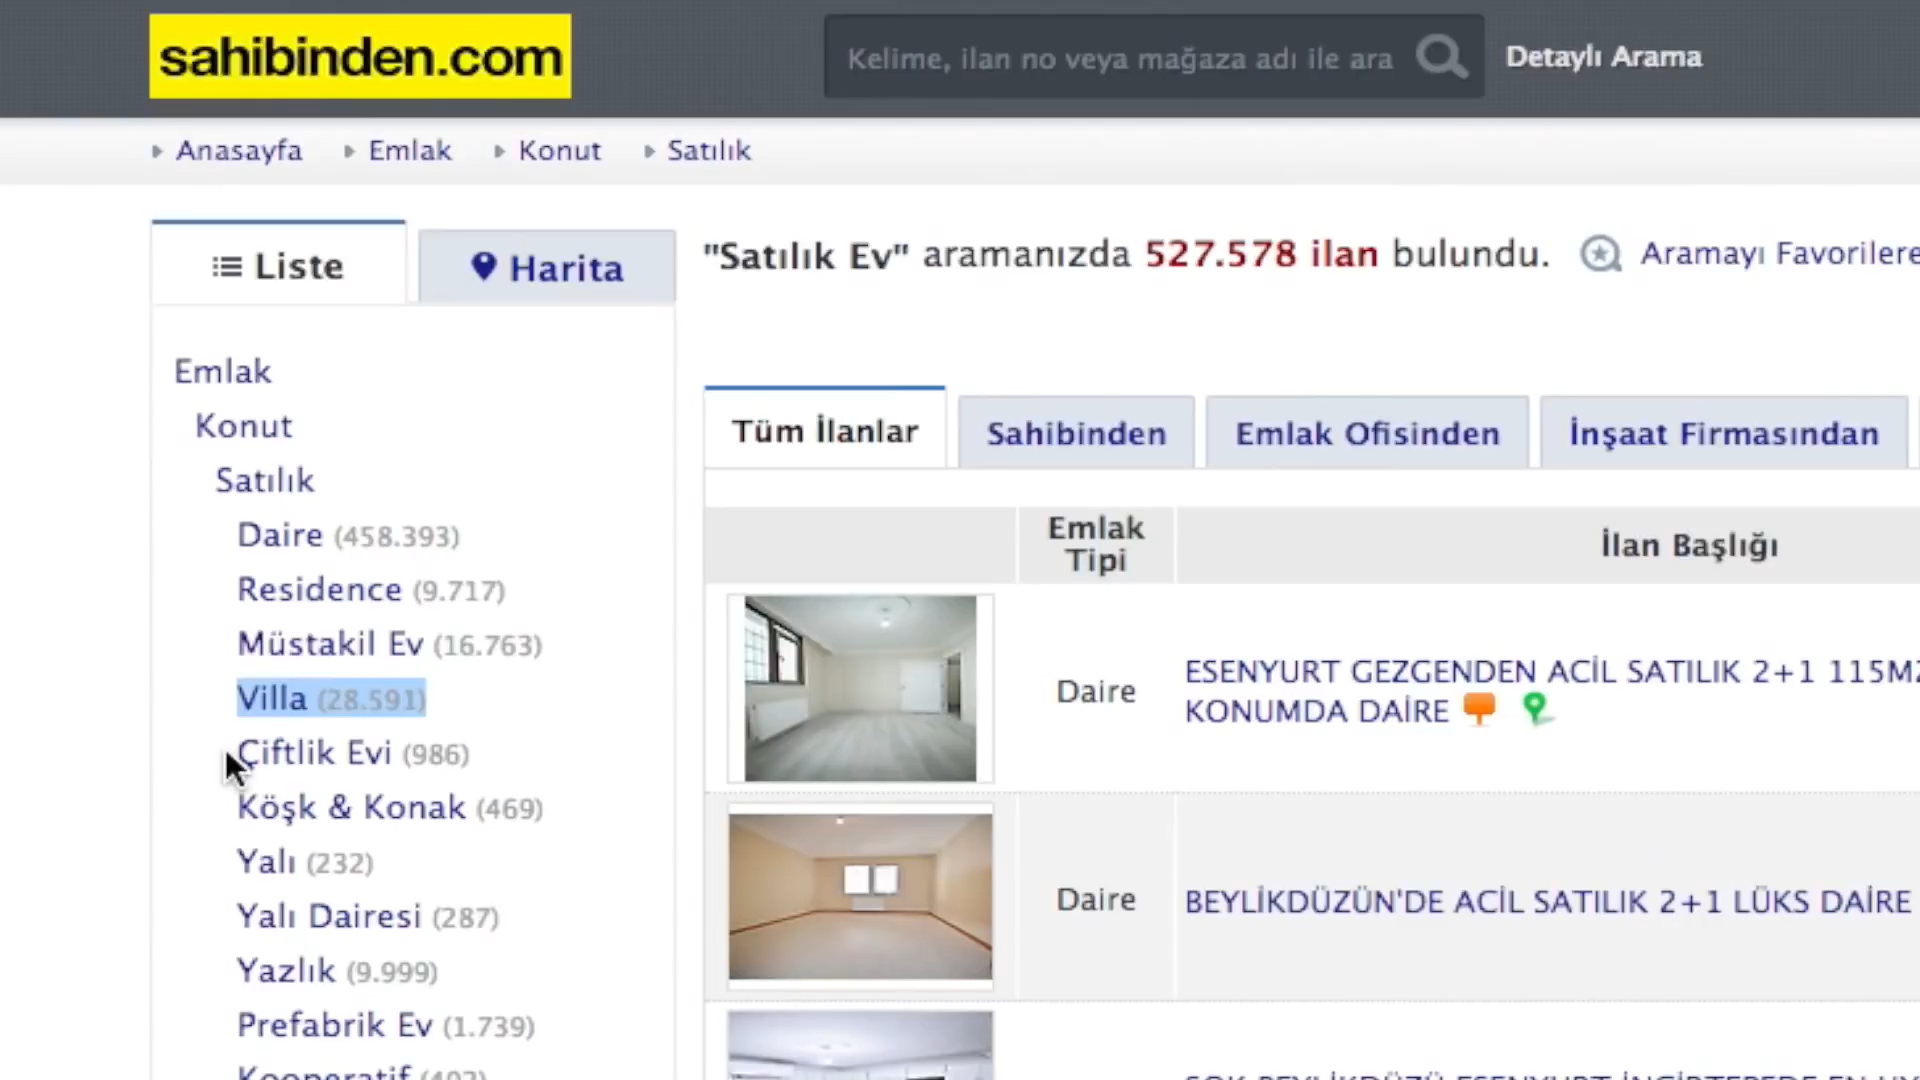 sahibinden.com
Kelime, ilan no veya mağaza adı ile ara
Detaylı Arama
Anasayfa
Emlak
Konut
Satılık
Liste
Harita
"Satılık Ev" aramanızda 527.578 ilan bulundu.
Aramayı Favorilere
Emlak
Konut
Satılık
Daire (458.393)
Residence (9.717)
Müstakil Ev (16.763)
Villa (28.591)
Çiftlik Evi (986)
Köşk & Konak (469)
Yalı (232)
Yalı Dairesi (287)
Yazlık (9.999)
Prefabrik Ev (1.739)
Tüm İlanlar
Sahibinden
Emlak Ofisinden
İnşaat Firmasından
Emlak
Tipi
İlan Başlığı
Daire
ESENYURT GEZGENDEN ACİL SATILIK 2+1 115M2
KONUMDA DAİRE
Daire
BEYLİKDÜZÜN'DE ACİL SATILIK 2+1 LÜKS DAİRE